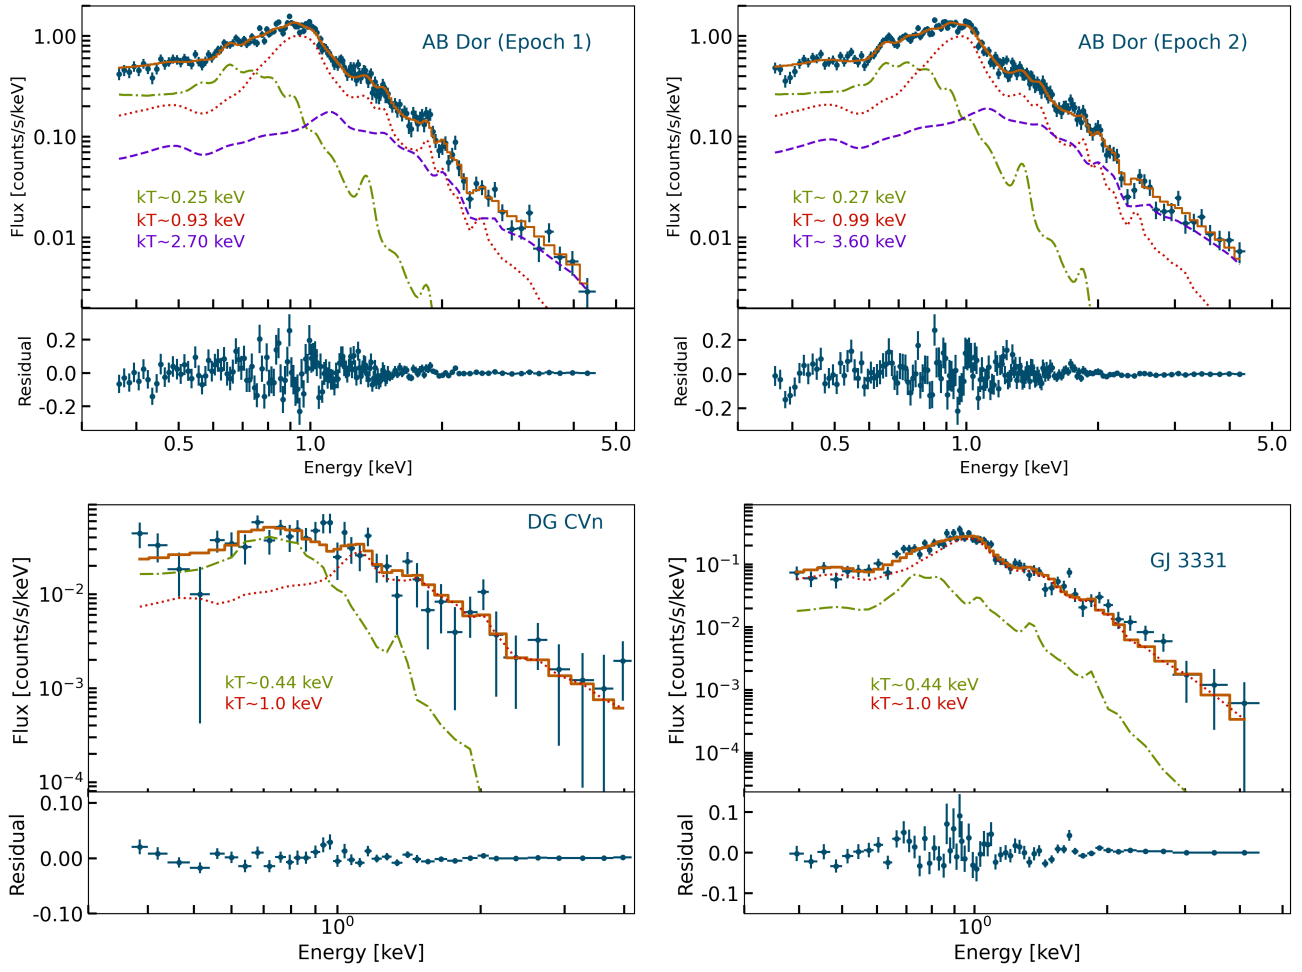 AB Dor (Epoch 1)
Flux [counts/s/keV]
1.00
0.10
0.01
kT~0.25 keV
kT~0.93 keV
kT~2.70 keV
Residual
0.2
0.0
-0.2
0.5
1.0
5.0
Energy [keV]
AB Dor (Epoch 2)
Flux [counts/s/keV]
1.00
0.10
0.01
kT~ 0.27 keV
kT~ 0.99 keV
kT~ 3.60 keV
Residual
0.2
0.0
-0.2
0.5
1.0
5.0
Energy [keV]
DG CVn
Flux [counts/s/keV]
10⁻²
10⁻³
10⁻⁴
kT~0.44 keV
kT~1.0 keV
Residual
0.10
0.00
-0.10
10⁰
Energy [keV]
GJ 3331
Flux [counts/s/keV]
10⁻¹
10⁻²
10⁻³
10⁻⁴
kT~0.44 keV
kT~1.0 keV
Residual
0.1
0.0
-0.1
10⁰
Energy [keV]